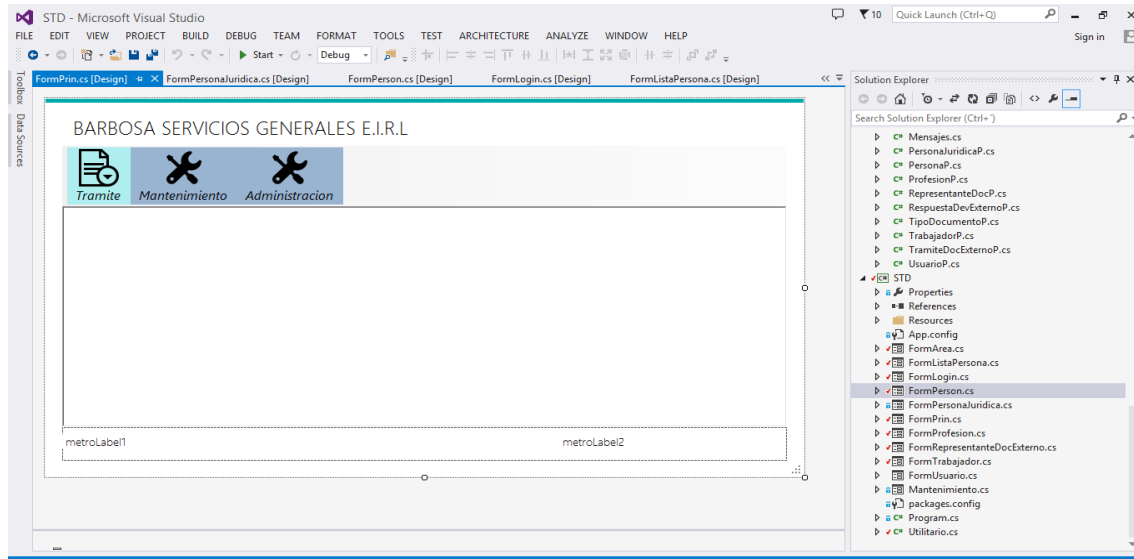 STD - Microsoft Visual Studio
10
Quick Launch (Ctrl+Q)
FILE EDIT VIEW PROJECT BUILD DEBUG TEAM FORMAT TOOLS TEST ARCHITECTURE ANALYZE WINDOW HELP
Sign in
Start Debug
Toolbox
Data Sources
FormPrin.cs [Design] FormPersonaJuridica.cs [Design] FormPerson.cs [Design] FormLogin.cs [Design] FormListaPersona.cs [Design]
BARBOSA SERVICIOS GENERALES E.I.R.L
Tramite Mantenimiento Administracion
metroLabel1 metroLabel2
Solution Explorer
Search Solution Explorer (Ctrl+´)
C# Mensajes.cs
C# PersonaJuridicaP.cs
C# PersonaP.cs
C# ProfesionP.cs
C# RepresentanteDocP.cs
C# RespuestaDevExternoP.cs
C# TipoDocumentoP.cs
C# TrabajadorP.cs
C# TramiteDocExternoP.cs
C# UsuarioP.cs
C# STD
Properties
References
Resources
App.config
FormArea.cs
FormListaPersona.cs
FormLogin.cs
FormPerson.cs
FormPersonaJuridica.cs
FormPrin.cs
FormProfesion.cs
FormRepresentanteDocExterno.cs
FormTrabajador.cs
FormUsuario.cs
Mantenimiento.cs
packages.config
C# Program.cs
C# Utilitario.cs